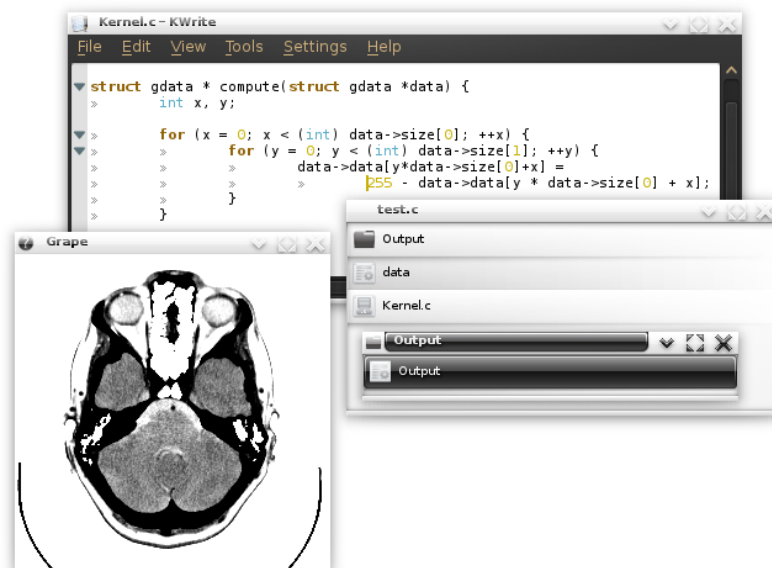 Kernel.c – KWrite
File Edit View Tools Settings Help
struct gdata * compute(struct gdata *data) {
» int x, y;
» for (x = 0; x < (int) data->size[0]; ++x) {
» » for (y = 0; y < (int) data->size[1]; ++y) {
» » » data->data[y*data->size[0]+x] =
» » » » 255 - data->data[y * data->size[0] + x];
» » }
» }
test.c
Output
data
Kernel.c
Output
Output
Grape